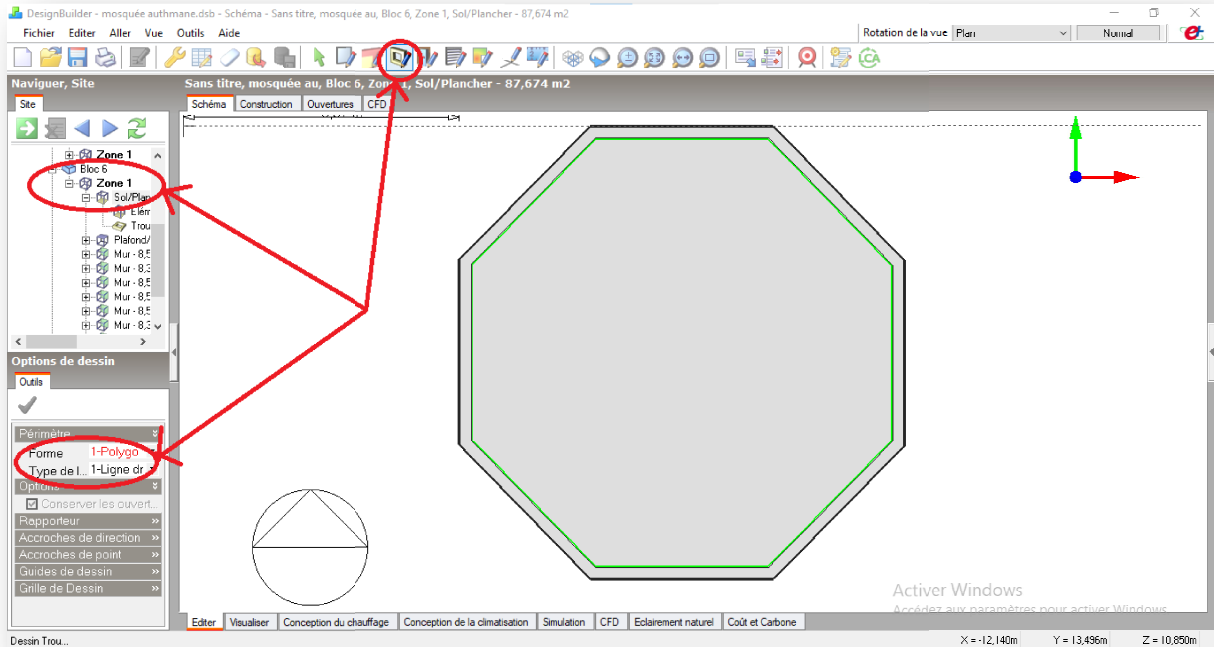 DesignBuilder - mosquée authmane.dsb - Schéma - Sans titre, mosquee au, Bloc 6, Zone 1, Sol/Plancher - 87,674 m2
Fichier Editer Aller Vue Outils Aide
Rotation de la vue Plan Normal
Naviguer, Site
Sans titre, mosquée au, Bloc 6, Zone 1, Sol/Plancher - 87,674 m2
Site
Schéma Construction Ouvertures CFD
Zone 1
Bloc 6
Zone 1
Sol/Plan
Elém
Trou
Plafond/
Mur - 8,5
Mur - 8,3
Mur - 8,5
Mur - 8,5
Mur - 8,5
Mur - 8,3
Options de dessin
Outils
Périmètre
Forme 1-Polygo
Type de l... 1-Ligne dr
Options
Conserver les ouvert...
Rapporteur
Accroches de direction
Accroches de point
Guides de dessin
Grille de Dessin
Activer Windows
Accédez aux paramètres pour activer Windows.
Editer Visualiser Conception du chauffage Conception de la climatisation Simulation CFD Eclairement naturel Coût et Carbone
Dessin Trou...
X = -12,140m Y = 13,496m Z = 10,850m